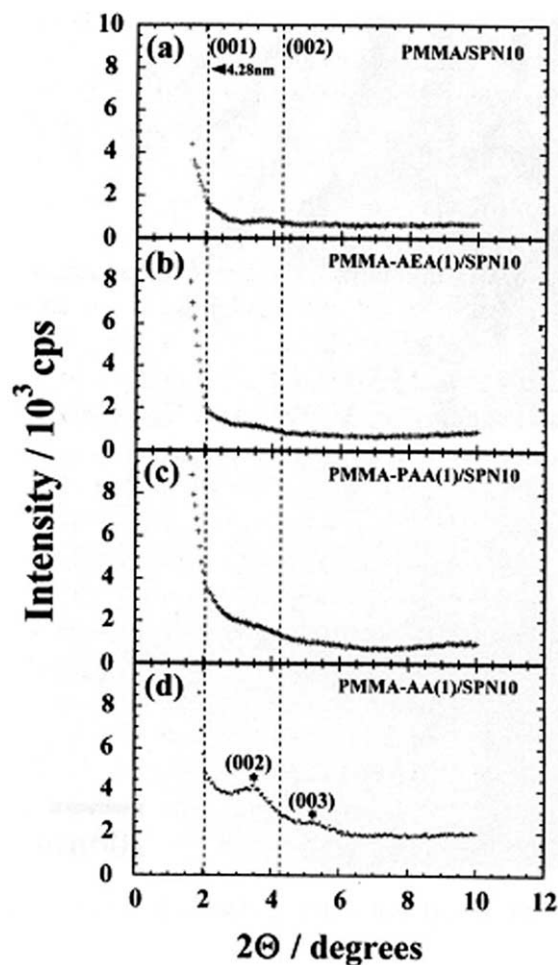 10
(a)
(001)
(002)
PMMA/SPN10
4.28nm
8
6
4
2
0
(b)
PMMA-AEA(1)/SPN10
8
6
4
2
0
(c)
PMMA-PAA(1)/SPN10
8
6
4
2
0
(d)
PMMA-AA(1)/SPN10
8
6
(002)
4
(003)
2
0
0 2 4 6 8 10 12
2Θ / degrees
Intensity / 10³ cps